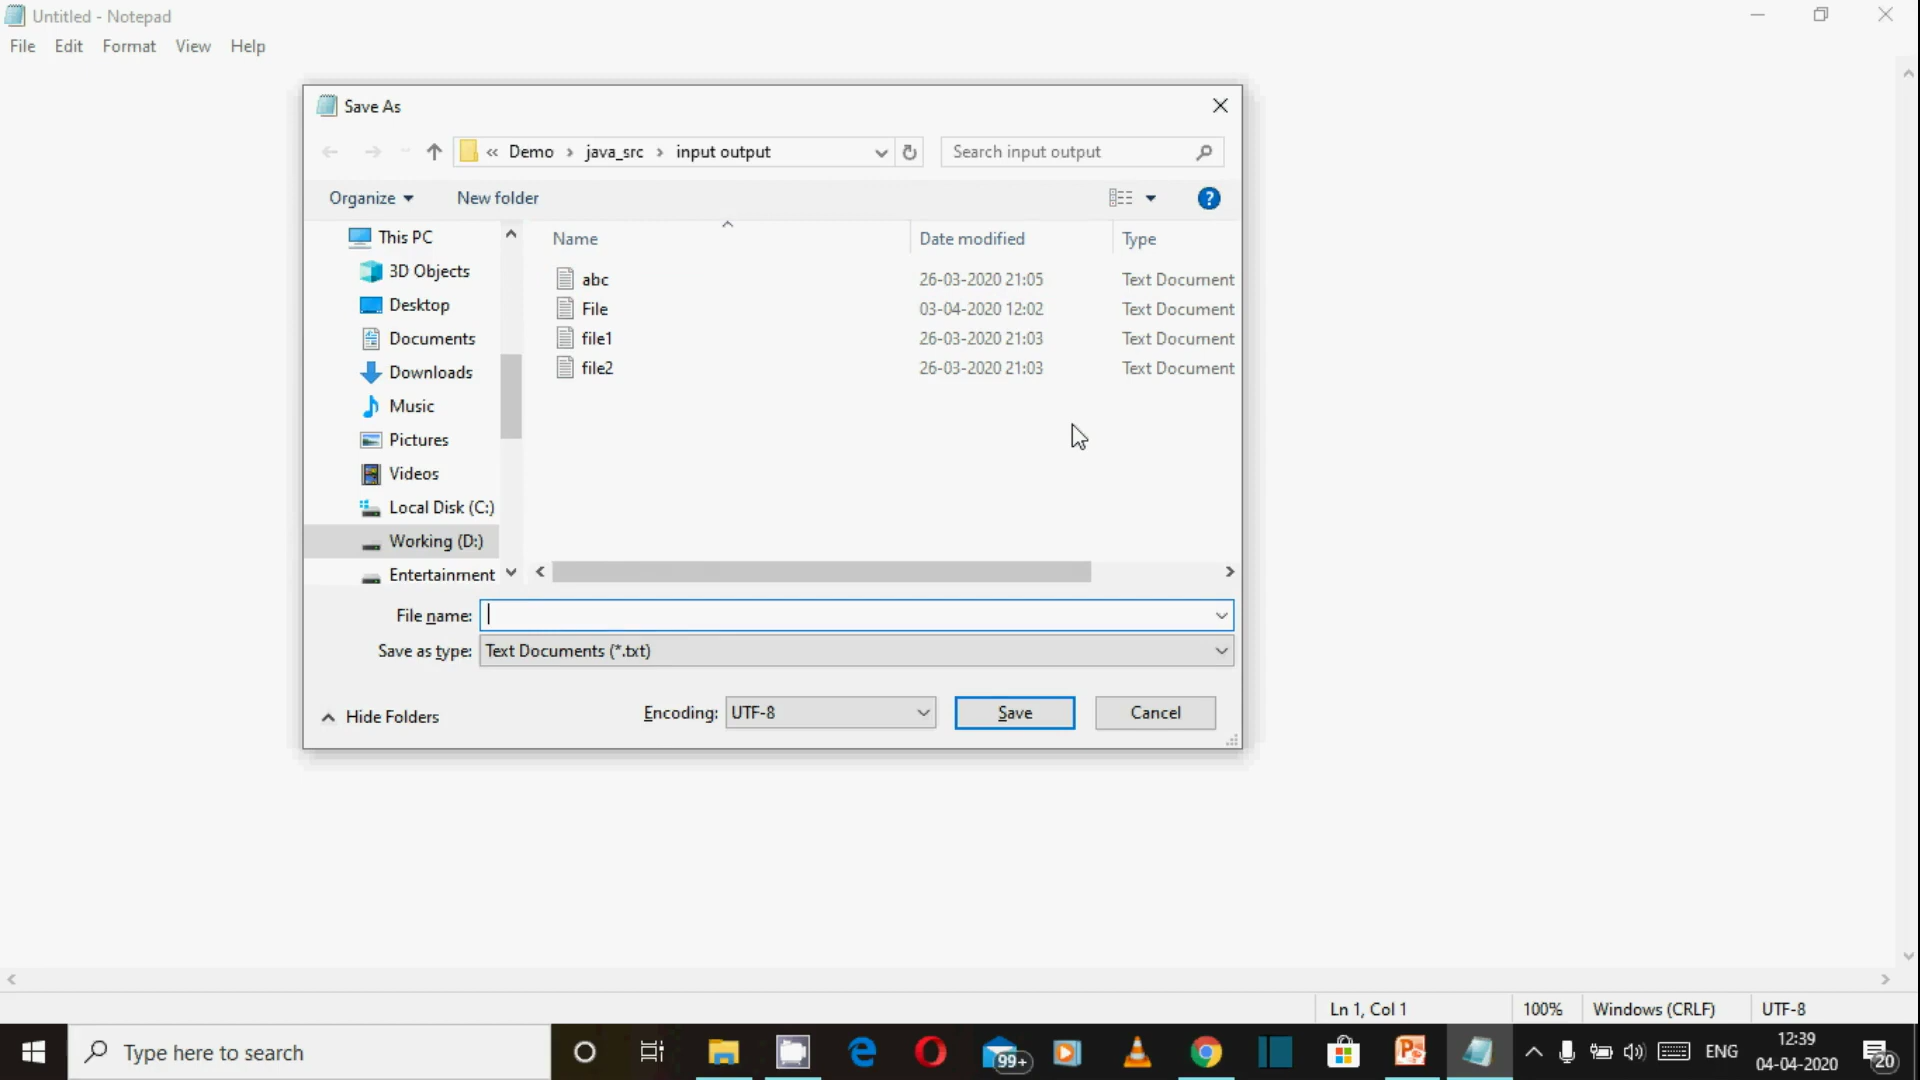 Untitled - Notepad
File Edit Format View Help
Save As
« Demo › java_src › input output
Search input output
Organize New folder
?
This PC
3D Objects
Desktop
Documents
Downloads
Music
Pictures
Videos
Local Disk (C:)
Working (D:)
Entertainment
Name Date modified Type
abc 26-03-2020 21:05 Text Document
File 03-04-2020 12:02 Text Document
file1 26-03-2020 21:03 Text Document
file2 26-03-2020 21:03 Text Document
File name:
Save as type: Text Documents (*.txt)
Hide Folders Encoding: UTF-8 Save Cancel
Ln 1, Col 1 100% Windows (CRLF) UTF-8
Type here to search
99+
ENG
12:39
04-04-2020
20